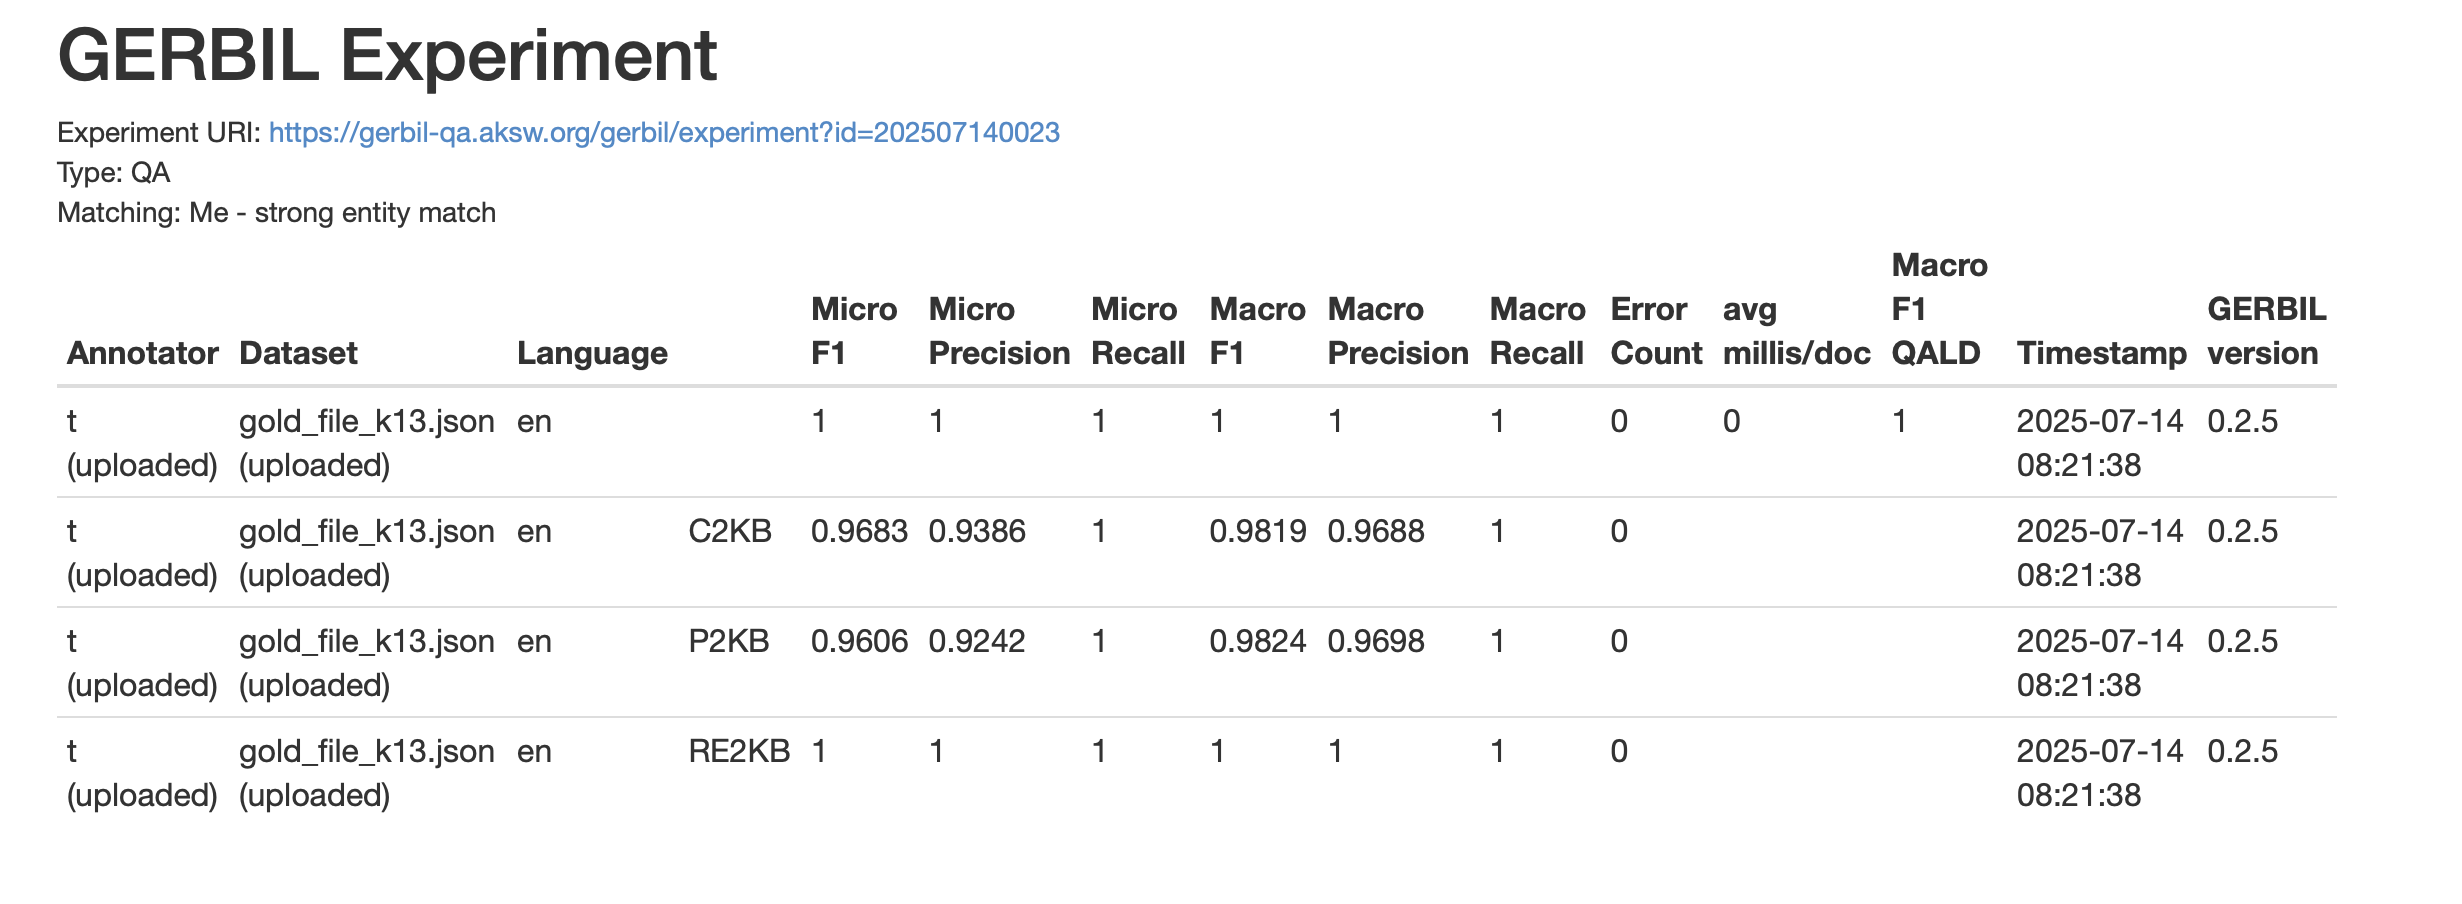 GERBIL Experiment
Experiment URI: https://gerbil-qa.aksw.org/gerbil/experiment?id=202507140023
Type: QA
Matching: Me - strong entity match
Annotator Dataset Language Micro F1 Micro Precision Micro Recall Macro F1 Macro Precision Macro Recall Error Count avg millis/doc Macro F1 QALD Timestamp GERBIL version
t gold_file_k13.json en 1 1 1 1 1 1 0 0 1 2025-07-14 0.2.5
(uploaded) (uploaded) 08:21:38
t gold_file_k13.json en C2KB 0.9683 0.9386 1 0.9819 0.9688 1 0 2025-07-14 0.2.5
(uploaded) (uploaded) 08:21:38
t gold_file_k13.json en P2KB 0.9606 0.9242 1 0.9824 0.9698 1 0 2025-07-14 0.2.5
(uploaded) (uploaded) 08:21:38
t gold_file_k13.json en RE2KB 1 1 1 1 1 1 0 2025-07-14 0.2.5
(uploaded) (uploaded) 08:21:38